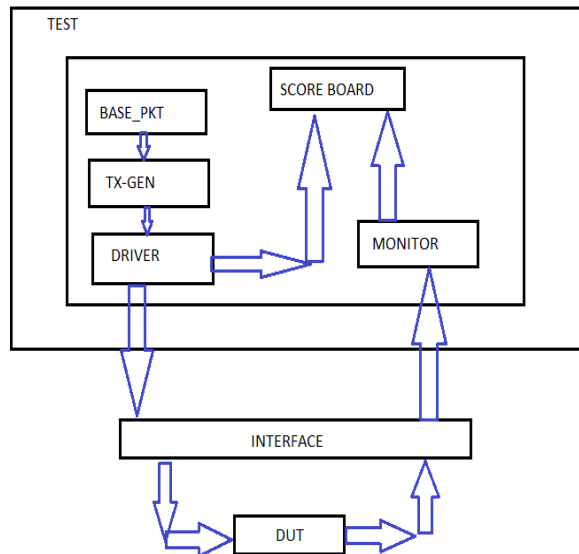 TEST
SCORE BOARD
BASE_PKT
TX-GEN
DRIVER
MONITOR
INTERFACE
DUT